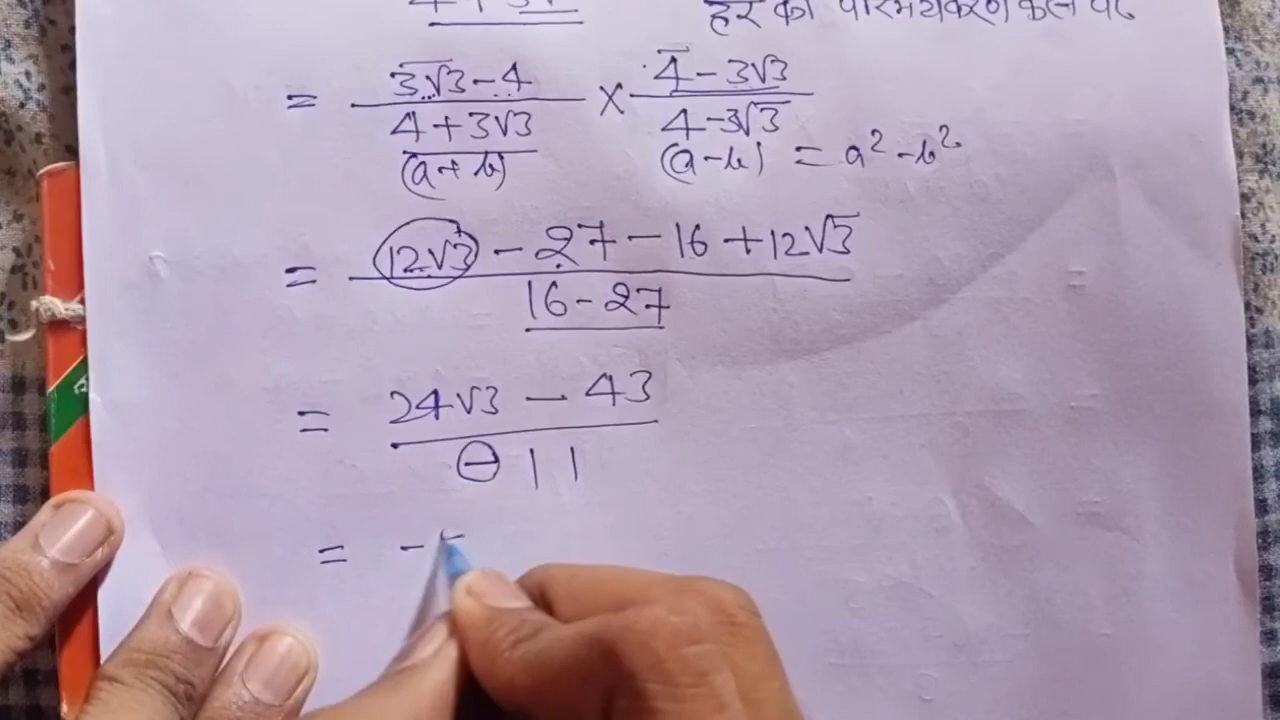 हर का परिमेयकरण करने पर
= 3√3 - 4 / 4 + 3√3 × 4 - 3√3 / 4 - 3√3
(a + b) (a - b) = a² - b²
= 12√3 - 27 - 16 + 12√3 / 16 - 27
= 24√3 - 43 / - 11
= -